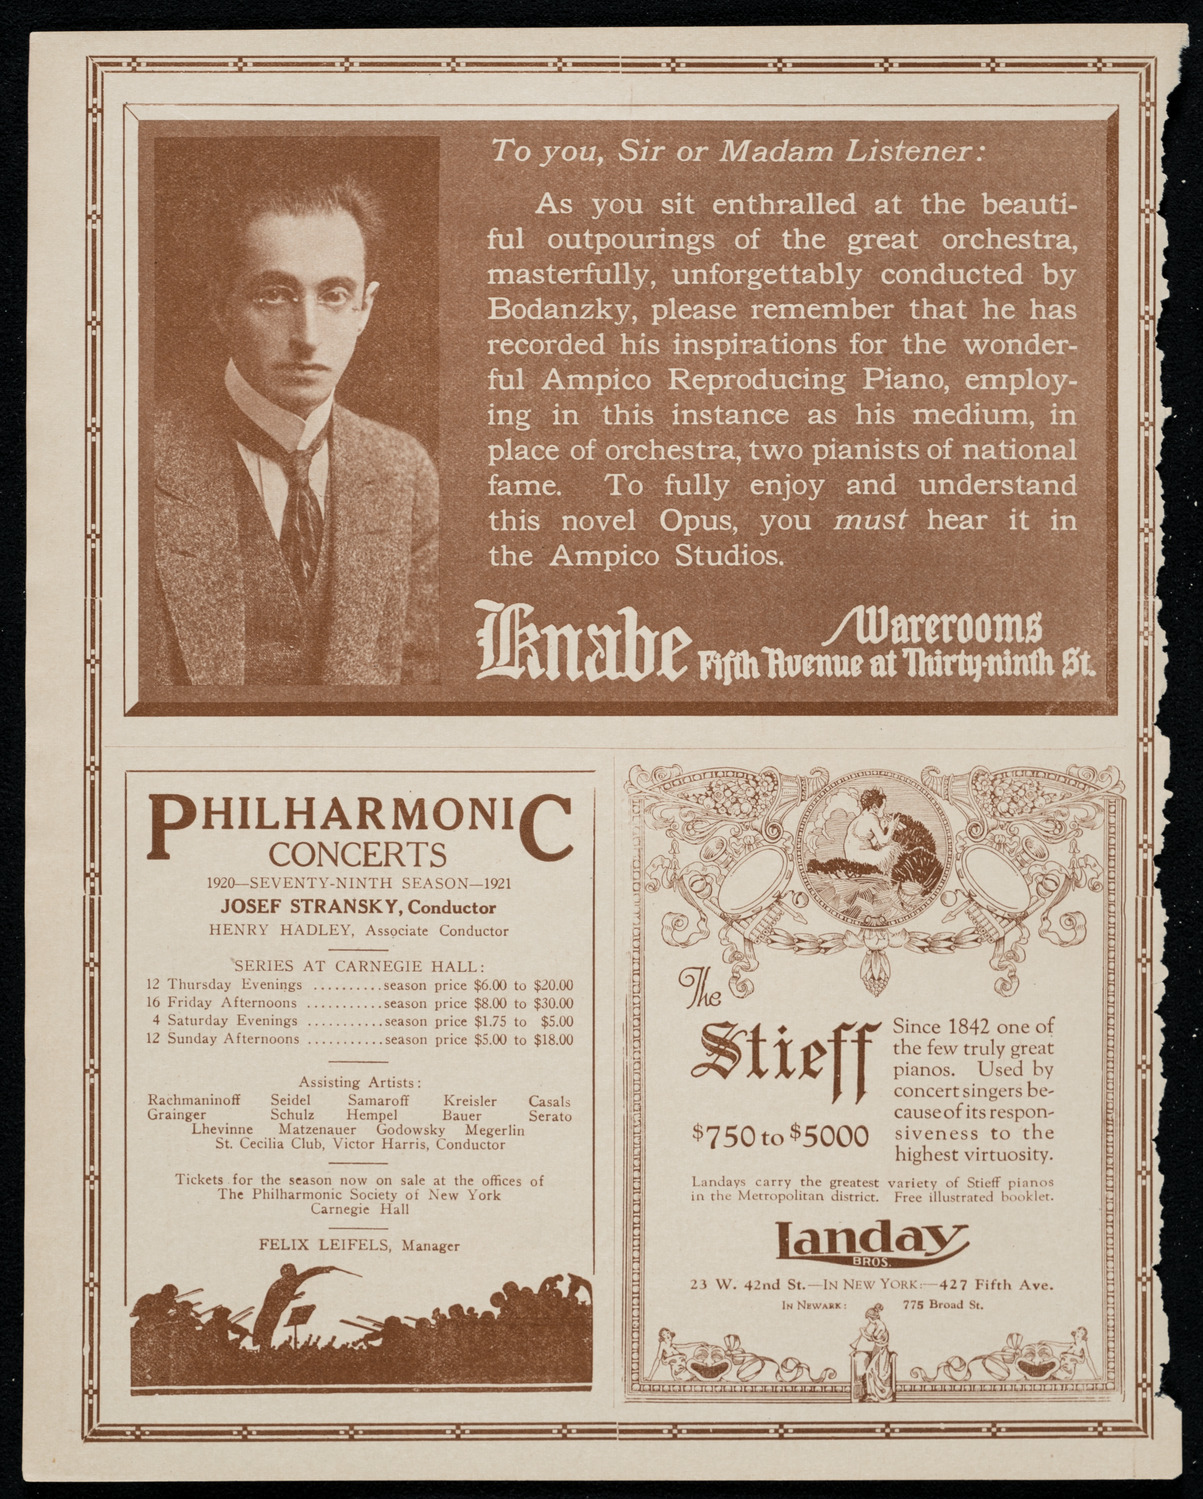 To you, Sir or Madam Listener:
As you sit enthralled at the beauti-
ful outpourings of the great orchestra,
masterfully, unforgettably conducted by
Bodanzky, please remember that he has
recorded his inspirations for the wonder-
ful Ampico Reproducing Piano, employ-
ing in this instance as his medium, in
place of orchestra, two pianists of national
fame. To fully enjoy and understand
this novel Opus, you must hear it in
the Ampico Studios.
Knabe Warerooms
Fifth Avenue at Thirty-ninth St.
PHILHARMONIC
CONCERTS
1920—SEVENTY-NINTH SEASON—1921
JOSEF STRANSKY, Conductor
HENRY HADLEY, Associate Conductor
SERIES AT CARNEGIE HALL:
12 Thursday Evenings ..........season price $6.00 to $20.00
16 Friday Afternoons ...........season price $8.00 to $30.00
4 Saturday Evenings ...........season price $1.75 to $5.00
12 Sunday Afternoons ...........season price $5.00 to $18.00
Assisting Artists:
Rachmaninoff Seidel Samaroff Kreisler Casals
Grainger Schulz Hempel Bauer Serato
Lhevinne Matzenauer Godowsky Megerlin
St. Cecilia Club, Victor Harris, Conductor
Tickets for the season now on sale at the offices of
The Philharmonic Society of New York
Carnegie Hall
FELIX LEIFELS, Manager
The
Stieff
$750 to $5000
Since 1842 one of
the few truly great
pianos. Used by
concert singers be-
cause of its respon-
siveness to the
highest virtuosity.
Landays carry the greatest variety of Stieff pianos
in the Metropolitan district. Free illustrated booklet.
Landay
BROS.
23 W. 42nd St.—IN NEW YORK:—427 Fifth Ave.
IN NEWARK: 775 Broad St.